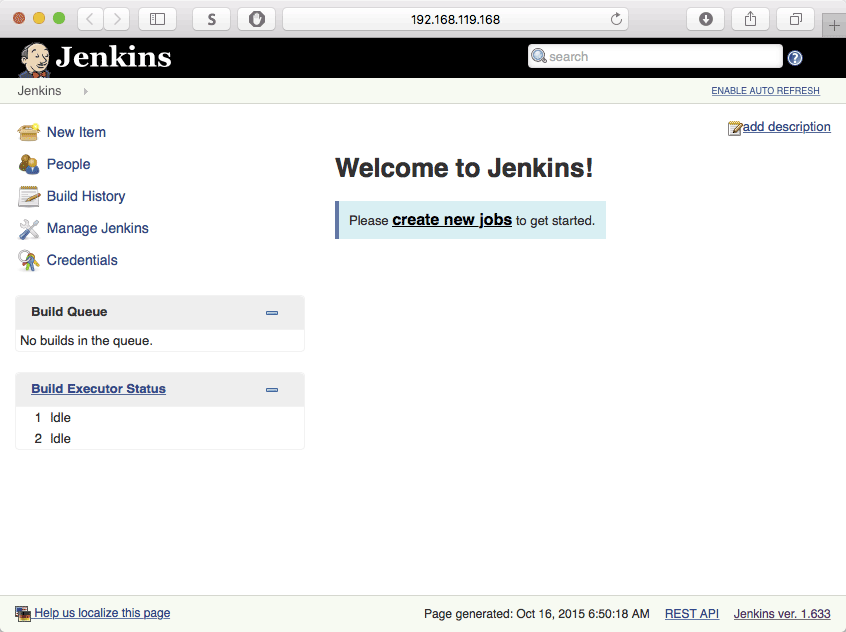 S
192.168.119.168
Jenkins
search
?
Jenkins
ENABLE AUTO REFRESH
New Item
People
Build History
Manage Jenkins
Credentials
add description
Welcome to Jenkins!
Please create new jobs to get started.
Build Queue
No builds in the queue.
Build Executor Status
1 Idle
2 Idle
Help us localize this page
Page generated: Oct 16, 2015 6:50:18 AM
REST API
Jenkins ver. 1.633